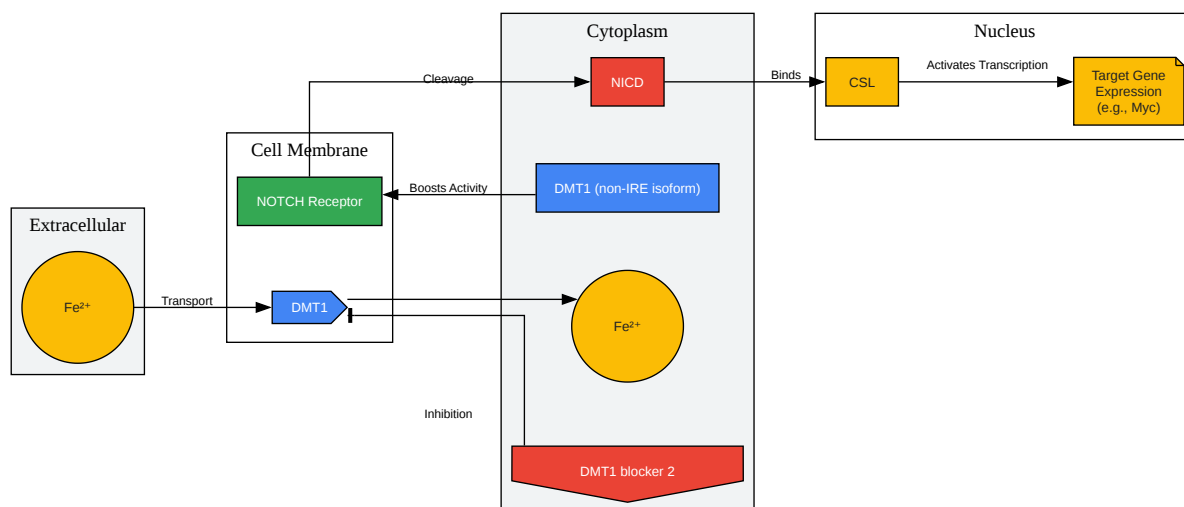 Cytoplasm
Nucleus
Cleavage
NICD
Binds
CSL
Activates Transcription
Target Gene
Expression
(e.g., Myc)
Cell Membrane
NOTCH Receptor
Boosts Activity
DMT1 (non-IRE isoform)
Extracellular
Fe²⁺
Transport
DMT1
Fe²⁺
Inhibition
DMT1 blocker 2